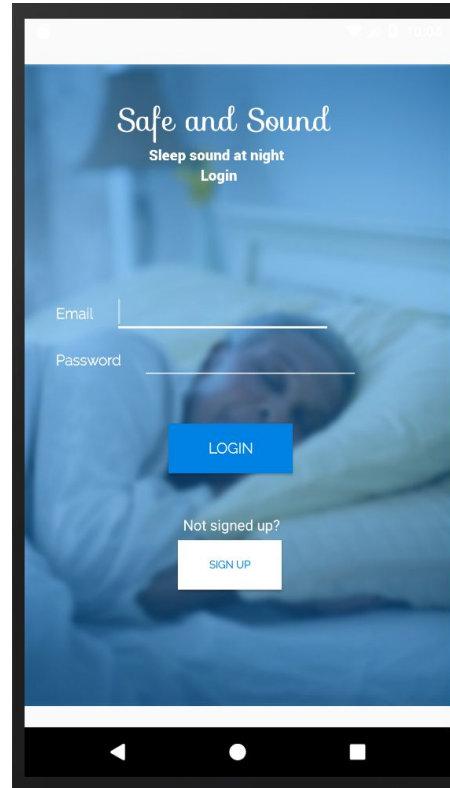 Safe and Sound
Sleep sound at night
Login
Email
Password
LOGIN
Not signed up?
SIGN UP